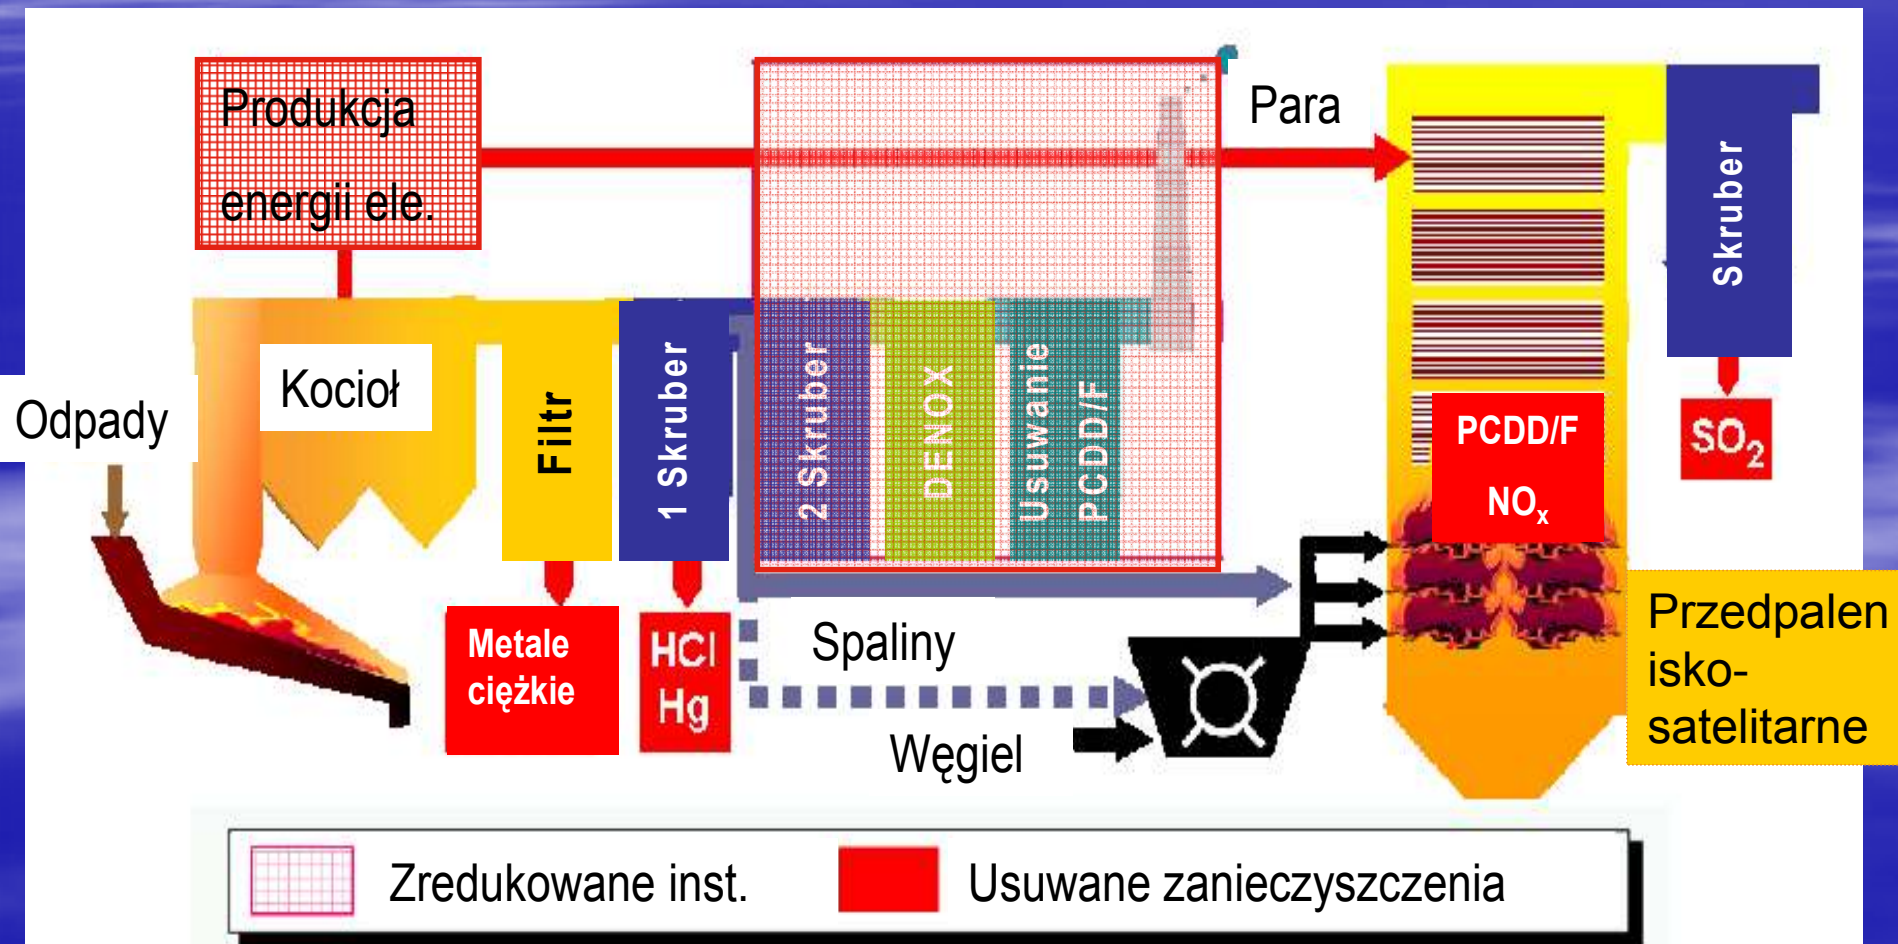 Produkcja
energii ele.
Para
Skruber
Kocioł
Odpady
Filtr
1 Skruber
2 Skruber
DENOX
Usuwanie
PCDD/F
PCDD/F
NOx
SO2
Metale
ciężkie
HCl
Hg
Spaliny
Węgiel
Przedpalen
isko-
satelitarne
Zredukowane inst.
Usuwane zanieczyszczenia